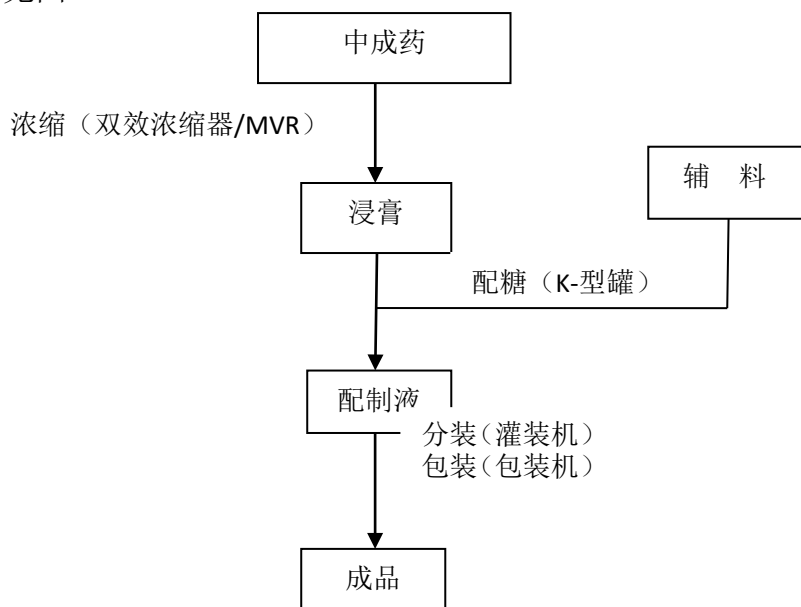 中成药
浓缩（双效浓缩器/MVR）
辅 料
浸膏
配糖（K-型罐）
配制液
分装（灌装机）
包装（包装机）
成品